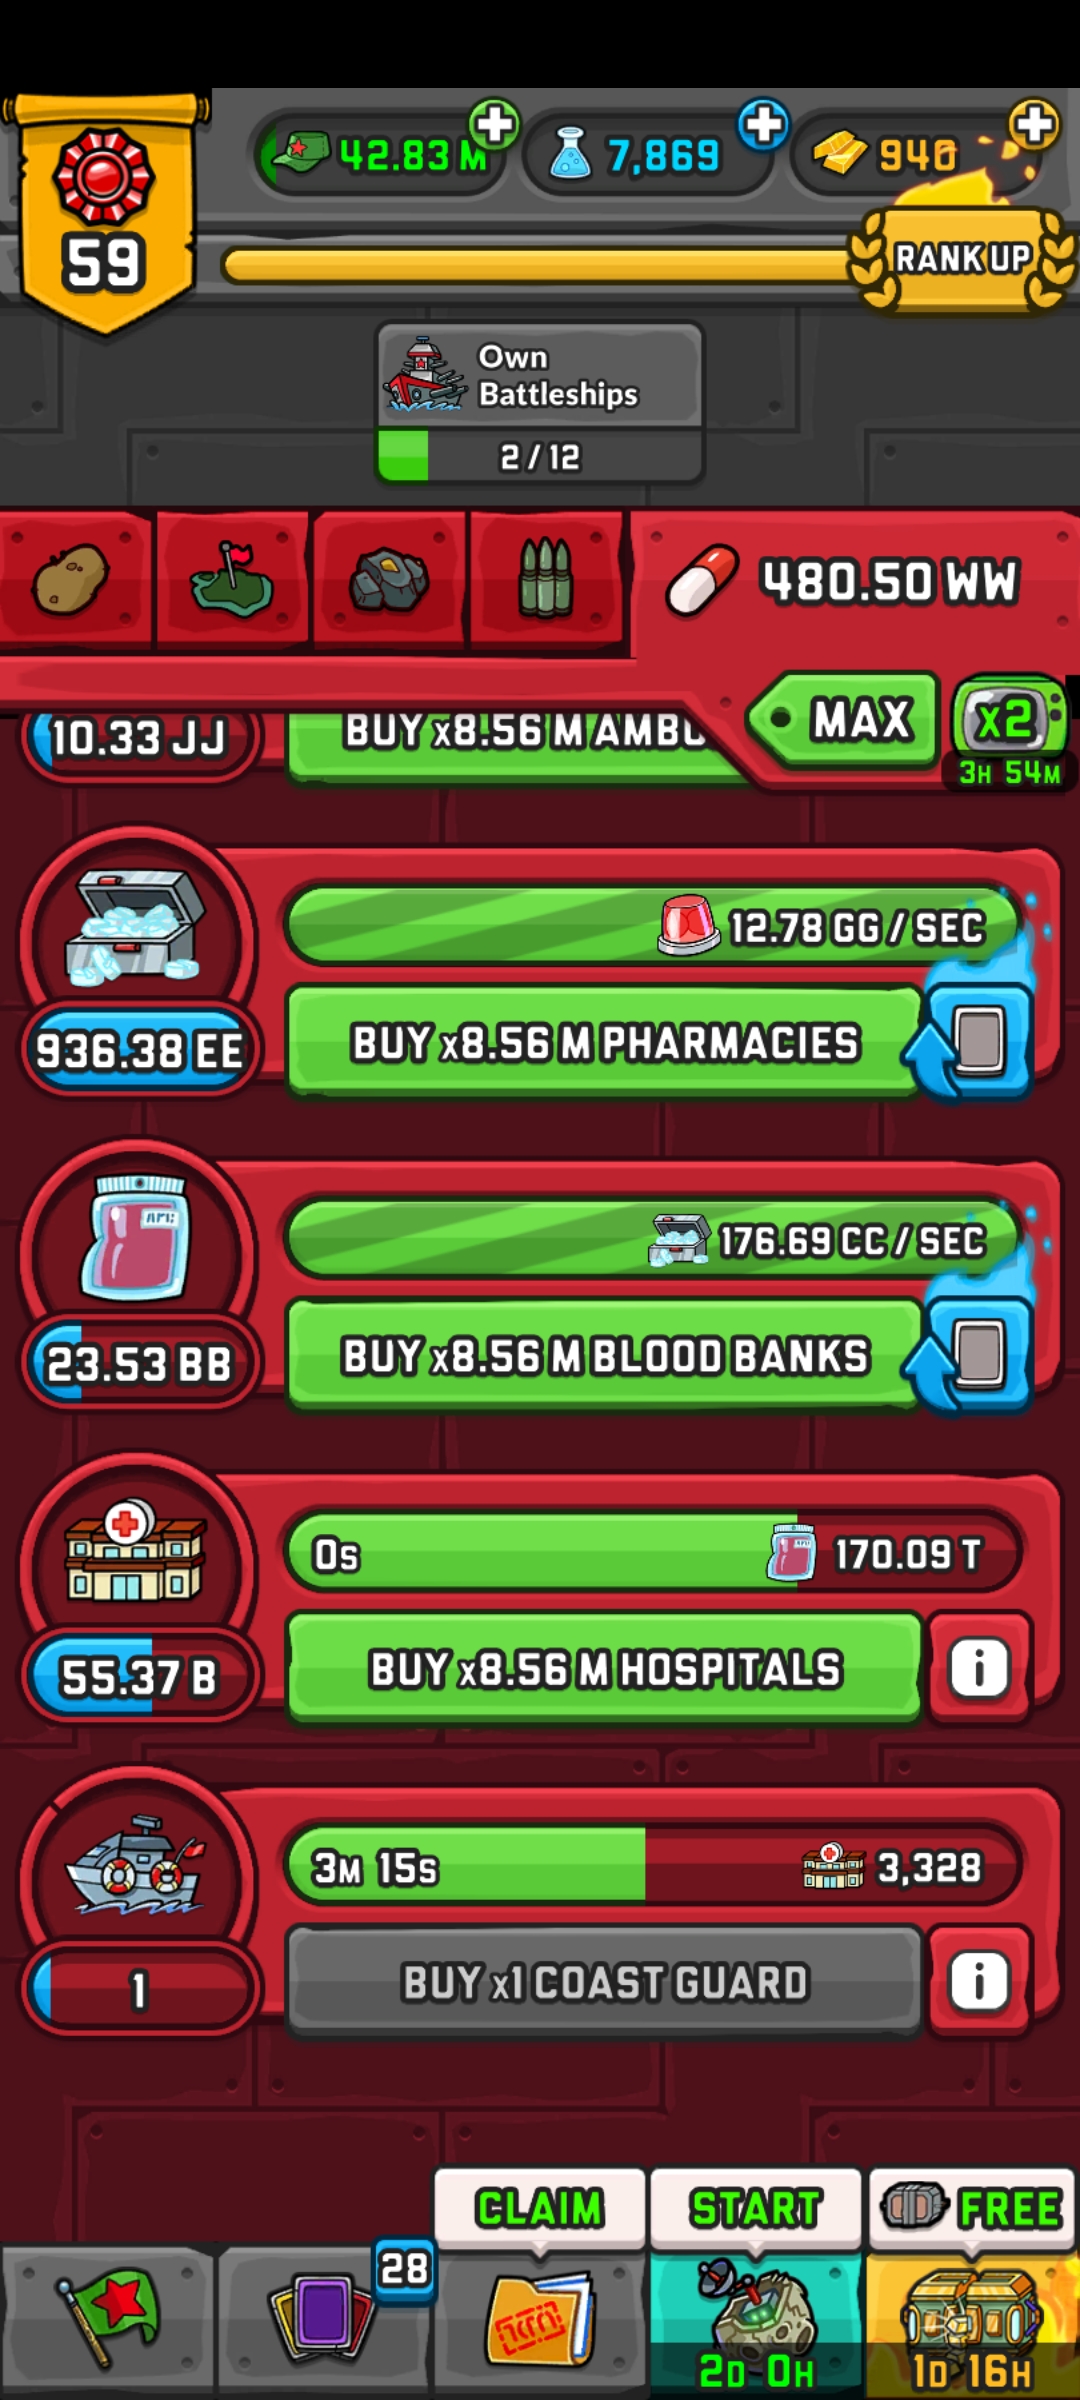 42.83 M
7,869
940
59
RANK UP
Own
Battleships
2 / 12
480.50 WW
MAX
x2
3H 54M
10.33 JJ
BUY x8.56 M AMBU
12.78 GG / SEC
936.38 EE
BUY x8.56 M PHARMACIES
176.69 CC / SEC
23.53 BB
BUY x8.56 M BLOOD BANKS
0s
170.09 T
55.37 B
BUY x8.56 M HOSPITALS
i
3M 15s
3,328
1
BUY x1 COAST GUARD
i
CLAIM
START
FREE
28
2D 0H
1D 16H